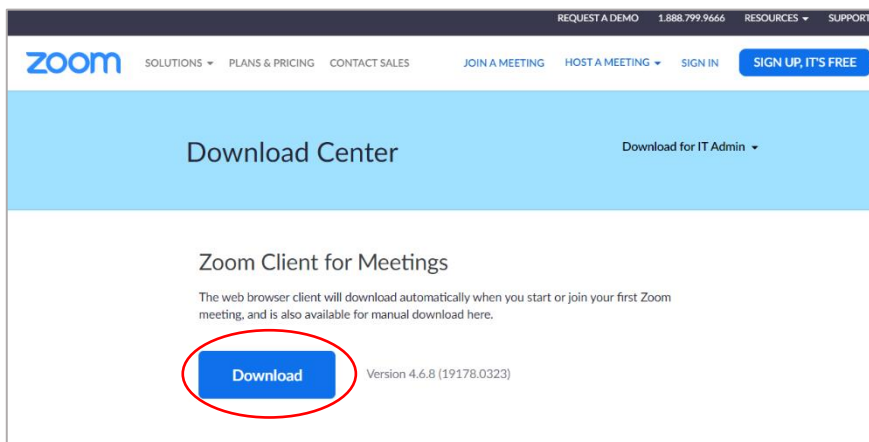 REQUEST A DEMO 1.888.799.9666 RESOURCES SUPPORT
zoom SOLUTIONS PLANS & PRICING CONTACT SALES JOIN A MEETING HOST A MEETING SIGN IN SIGN UP, IT'S FREE
Download Center Download for IT Admin
Zoom Client for Meetings
The web browser client will download automatically when you start or join your first Zoom
meeting, and is also available for manual download here.
Download Version 4.6.8 (19178.0323)